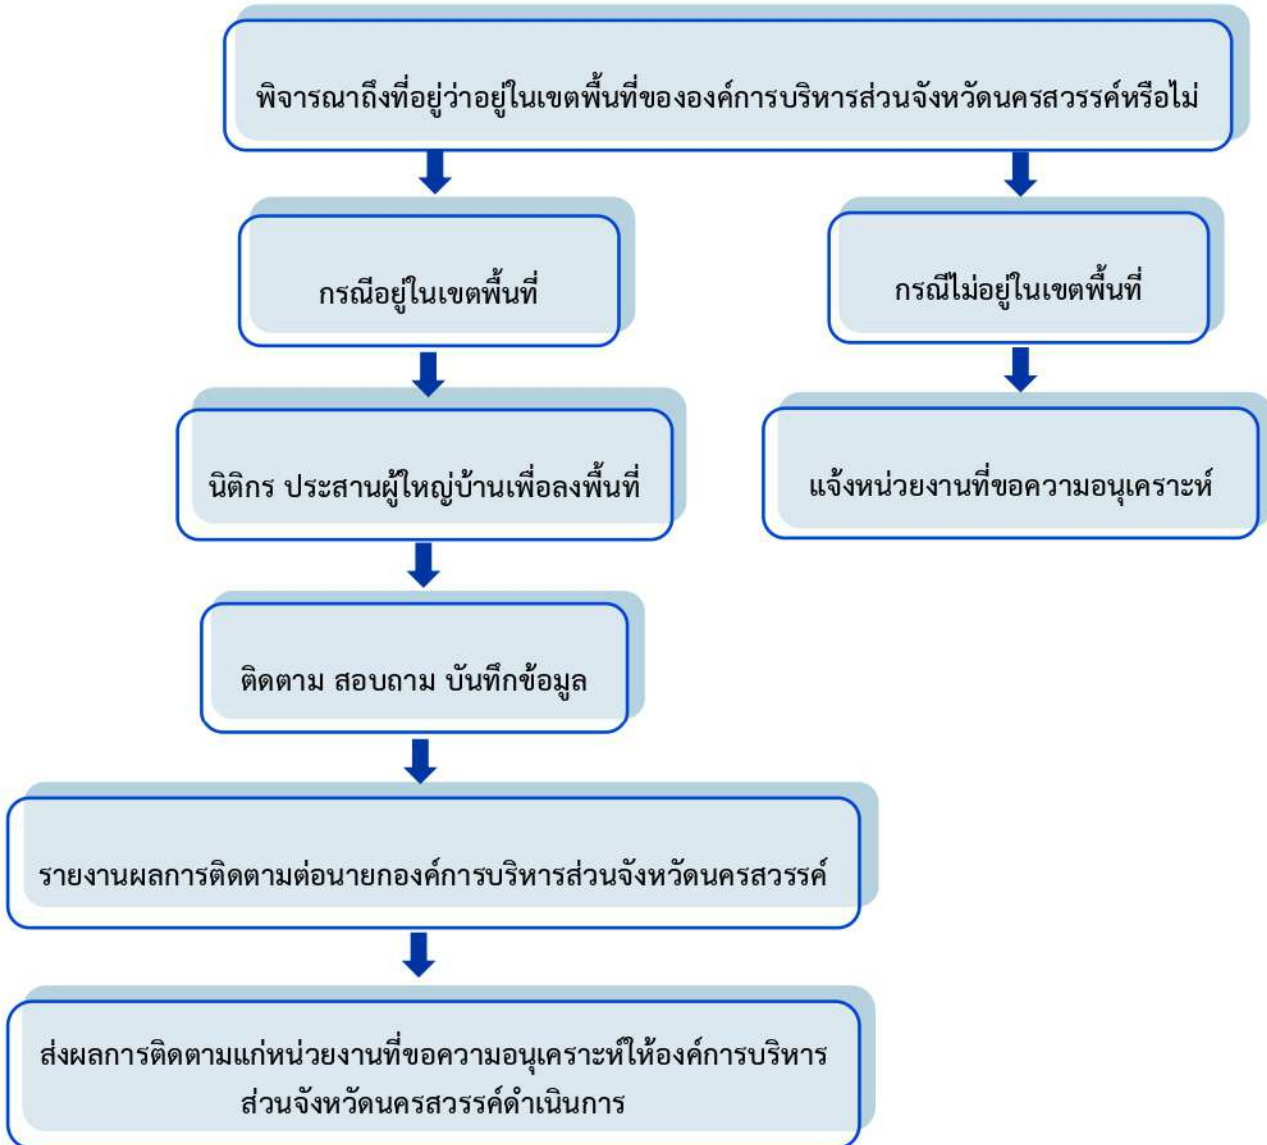 พิจารณาถึงที่อยู่ว่าอยู่ในเขตพื้นที่ขององค์การบริหารส่วนจังหวัดนครสวรรค์หรือไม่
กรณีอยู่ในเขตพื้นที่
กรณีไม่อยู่ในเขตพื้นที่
นิติกร ประสานผู้ใหญ่บ้านเพื่อลงพื้นที่
แจ้งหน่วยงานที่ขอความอนุเคราะห์
ติดตาม สอบถาม บันทึกข้อมูล
รายงานผลการติดตามต่อนายกองค์การบริหารส่วนจังหวัดนครสวรรค์
ส่งผลการติดตามแก่หน่วยงานที่ขอความอนุเคราะห์ให้องค์การบริหาร
ส่วนจังหวัดนครสวรรค์ดำเนินการ